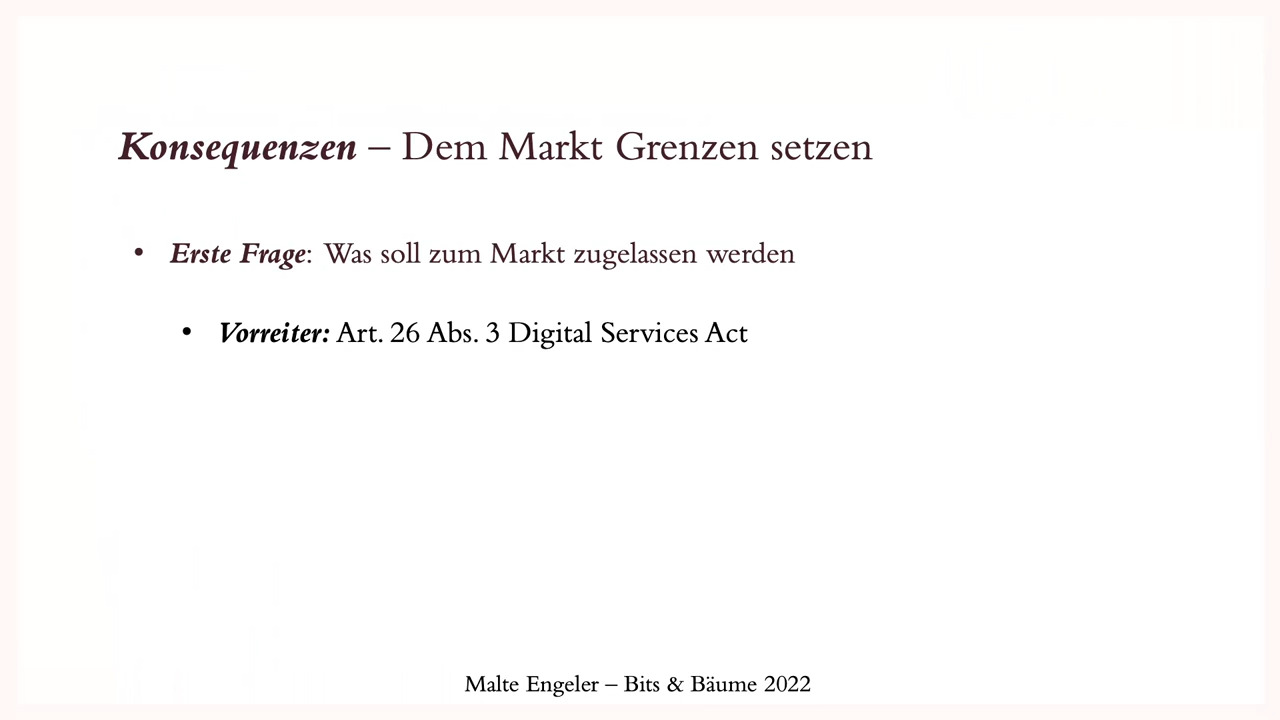 Konsequenzen – Dem Markt Grenzen setzen
• Erste Frage: Was soll zum Markt zugelassen werden
• Vorreiter: Art. 26 Abs. 3 Digital Services Act
Malte Engeler – Bits & Bäume 2022